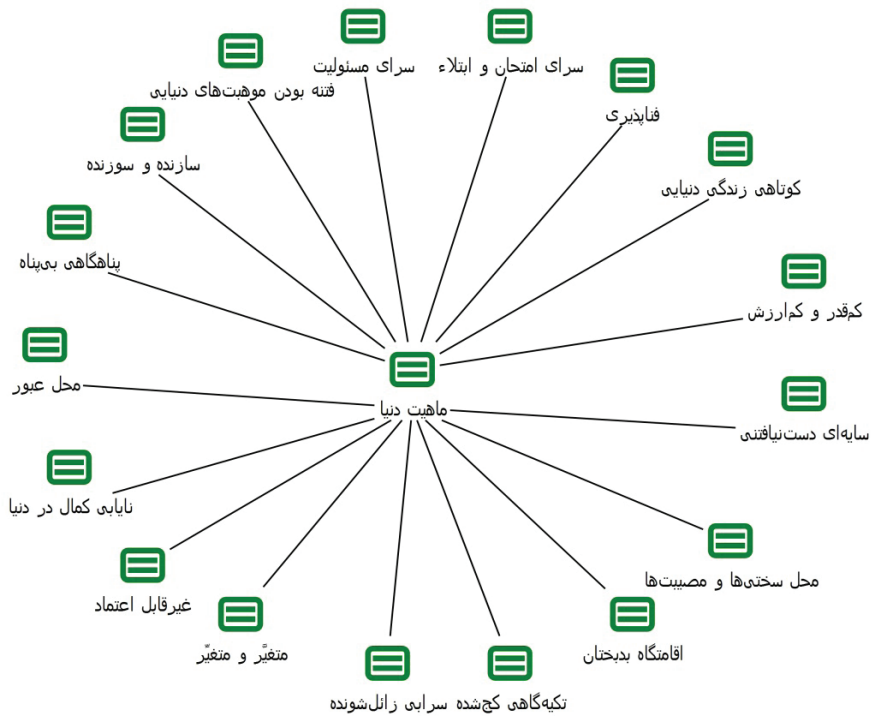 سرای امتحان و ابتلاء
سرای مسئولیت
فتنه بودن موهبت‌های دنیایی
فناپذیری
سازنده و سوزنده
کوتاهی زندگی دنیایی
پناهگاهی بی‌پناه
کم‌قدر و کم‌ارزش
محل عبور
ماهیت دنیا
سایه‌ای دست‌نیافتنی
نایابی کمال در دنیا
محل سختی‌ها و مصیبت‌ها
غیرقابل اعتماد
اقامتگاه بدبختان
متغیَّر و متغیِّر
تکیه‌گاهی کج‌شده
سرابی زائل‌شونده